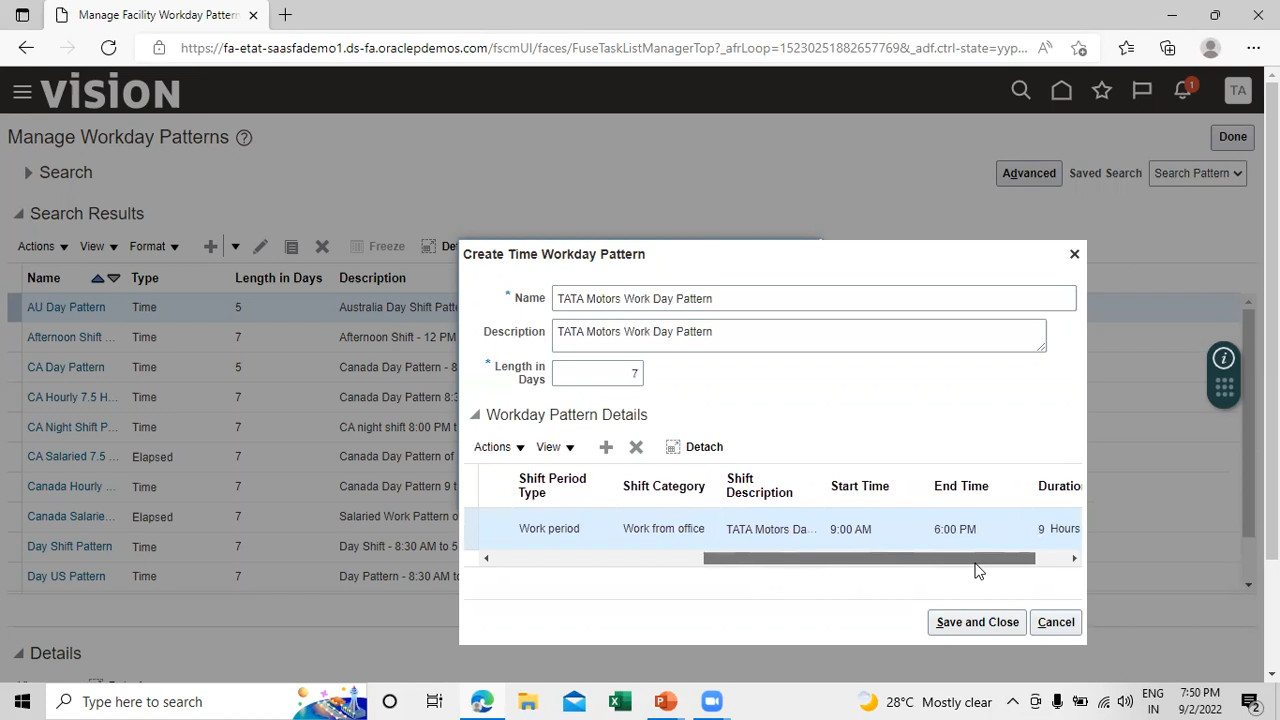 Manage Facility Workday Pattern
https://fa-etat-saasfademo1.ds-fa.oraclepdemos.com/fscmUI/faces/FuseTaskListManagerTop?_afrLoop=15230251882657769&_adf.ctrl-state=yyp...
vision
1
TA
Manage Workday Patterns ?
Done
Search
Advanced Saved Search Search Pattern
Search Results
Actions View Format Freeze De
Name Type Length in Days Description
AU Day Pattern Time 5 Australia Day Shift Patte
Afternoon Shift ... Time 7 Afternoon Shift - 12 PM
CA Day Pattern Time 5 Canada Day Pattern - 8
CA Hourly 7.5 H... Time 7 Canada Day Pattern 8:3
CA Night Shift P... Time 7 CA night shift 8:00 PM t
CA Salaried 7.5 ... Elapsed 7 Canada Day Pattern of
Canada Hourly ... Time 7 Canada Day Pattern 9 t
Canada Salarie... Elapsed 7 Salaried Work Pattern o
Day Shift Pattern Time 7 Day Shift - 8:30 AM to 5
Day US Pattern Time 7 Day Pattern - 8:30 AM to
Details
Create Time Workday Pattern
* Name TATA Motors Work Day Pattern
Description TATA Motors Work Day Pattern
* Length in Days 7
Workday Pattern Details
Actions View Detach
Shift Period Type Shift Category Shift Description Start Time End Time Duratio
Work period Work from office TATA Motors Da... 9:00 AM 6:00 PM 9 Hours
Save and Close Cancel
Type here to search
28°C Mostly clear
ENG
IN
7:50 PM
9/2/2022
2